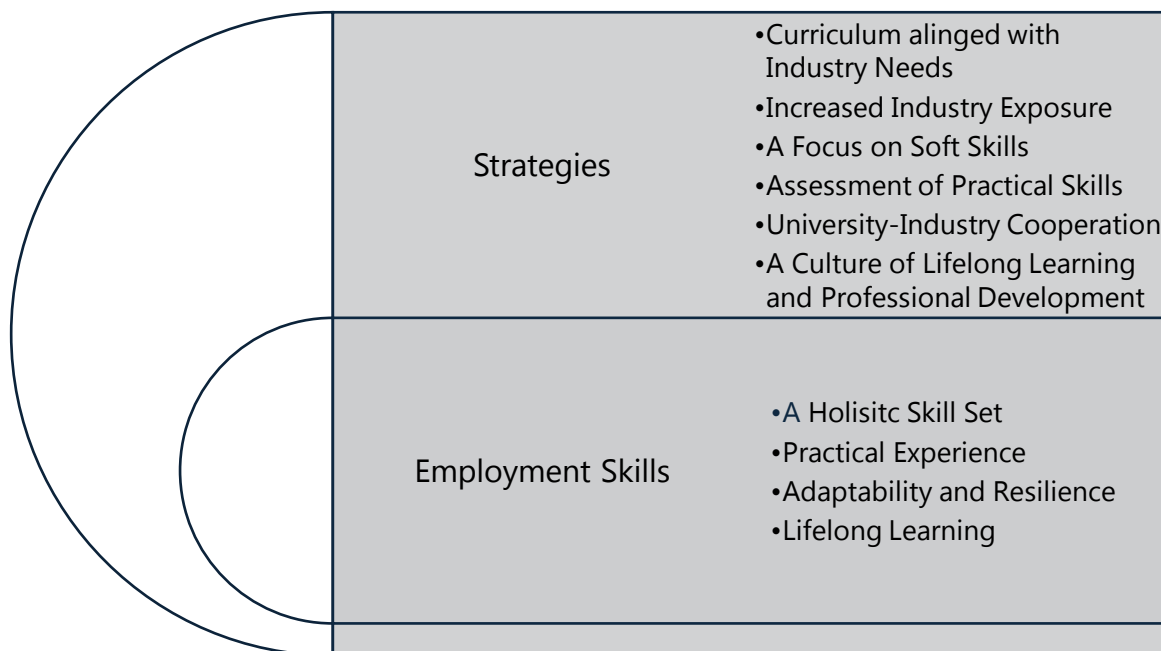 Strategies
•Curriculum alinged with
Industry Needs
•Increased Industry Exposure
•A Focus on Soft Skills
•Assessment of Practical Skills
•University-Industry Cooperation
•A Culture of Lifelong Learning
and Professional Development
Employment Skills
•A Holisitc Skill Set
•Practical Experience
•Adaptability and Resilience
•Lifelong Learning